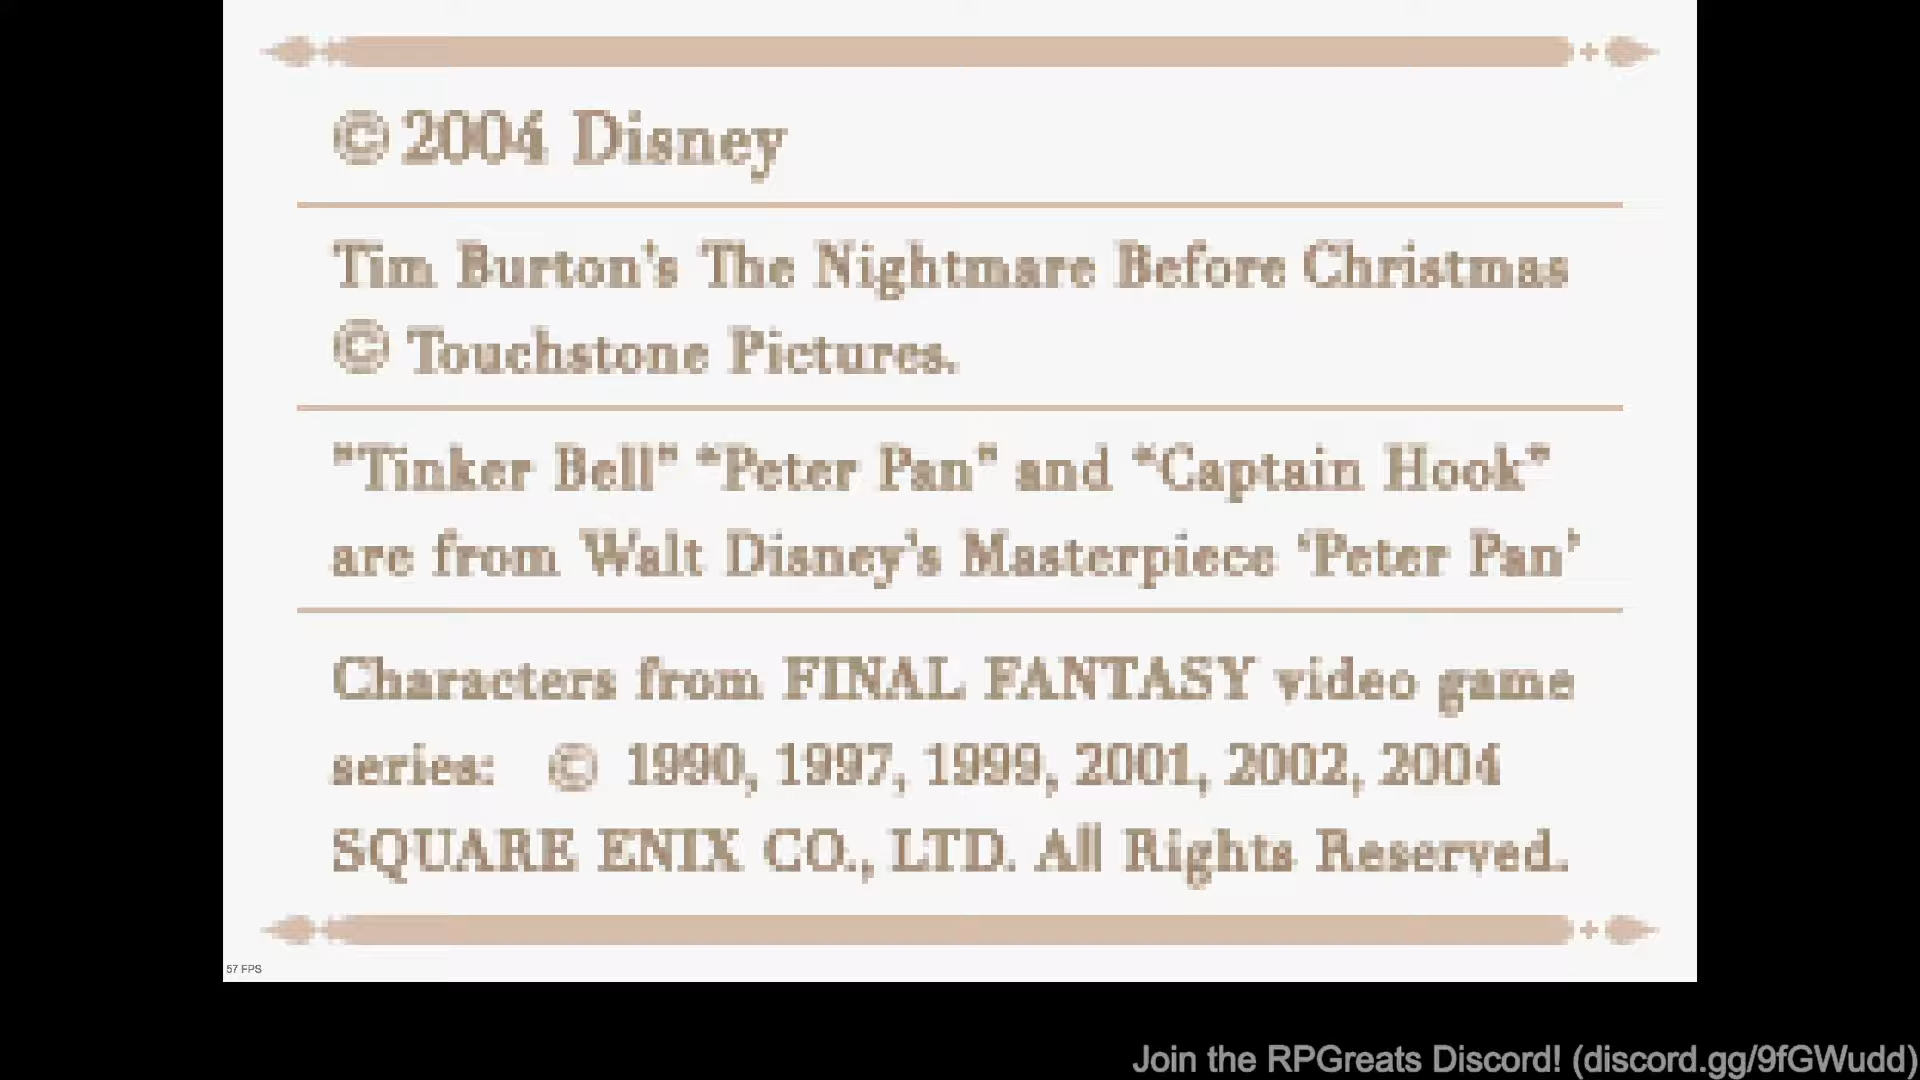 © 2004 Disney
Tim Burton's The Nightmare Before Christmas
© Touchstone Pictures.
"Tinker Bell" “Peter Pan” and “Captain Hook”
are from Walt Disney's Masterpiece ‘Peter Pan’
Characters from FINAL FANTASY video game
series: © 1990, 1997, 1999, 2001, 2002, 2004
SQUARE ENIX CO., LTD. All Rights Reserved.
57 FPS
Join the RPGreats Discord! (discord.gg/9fGWudd)